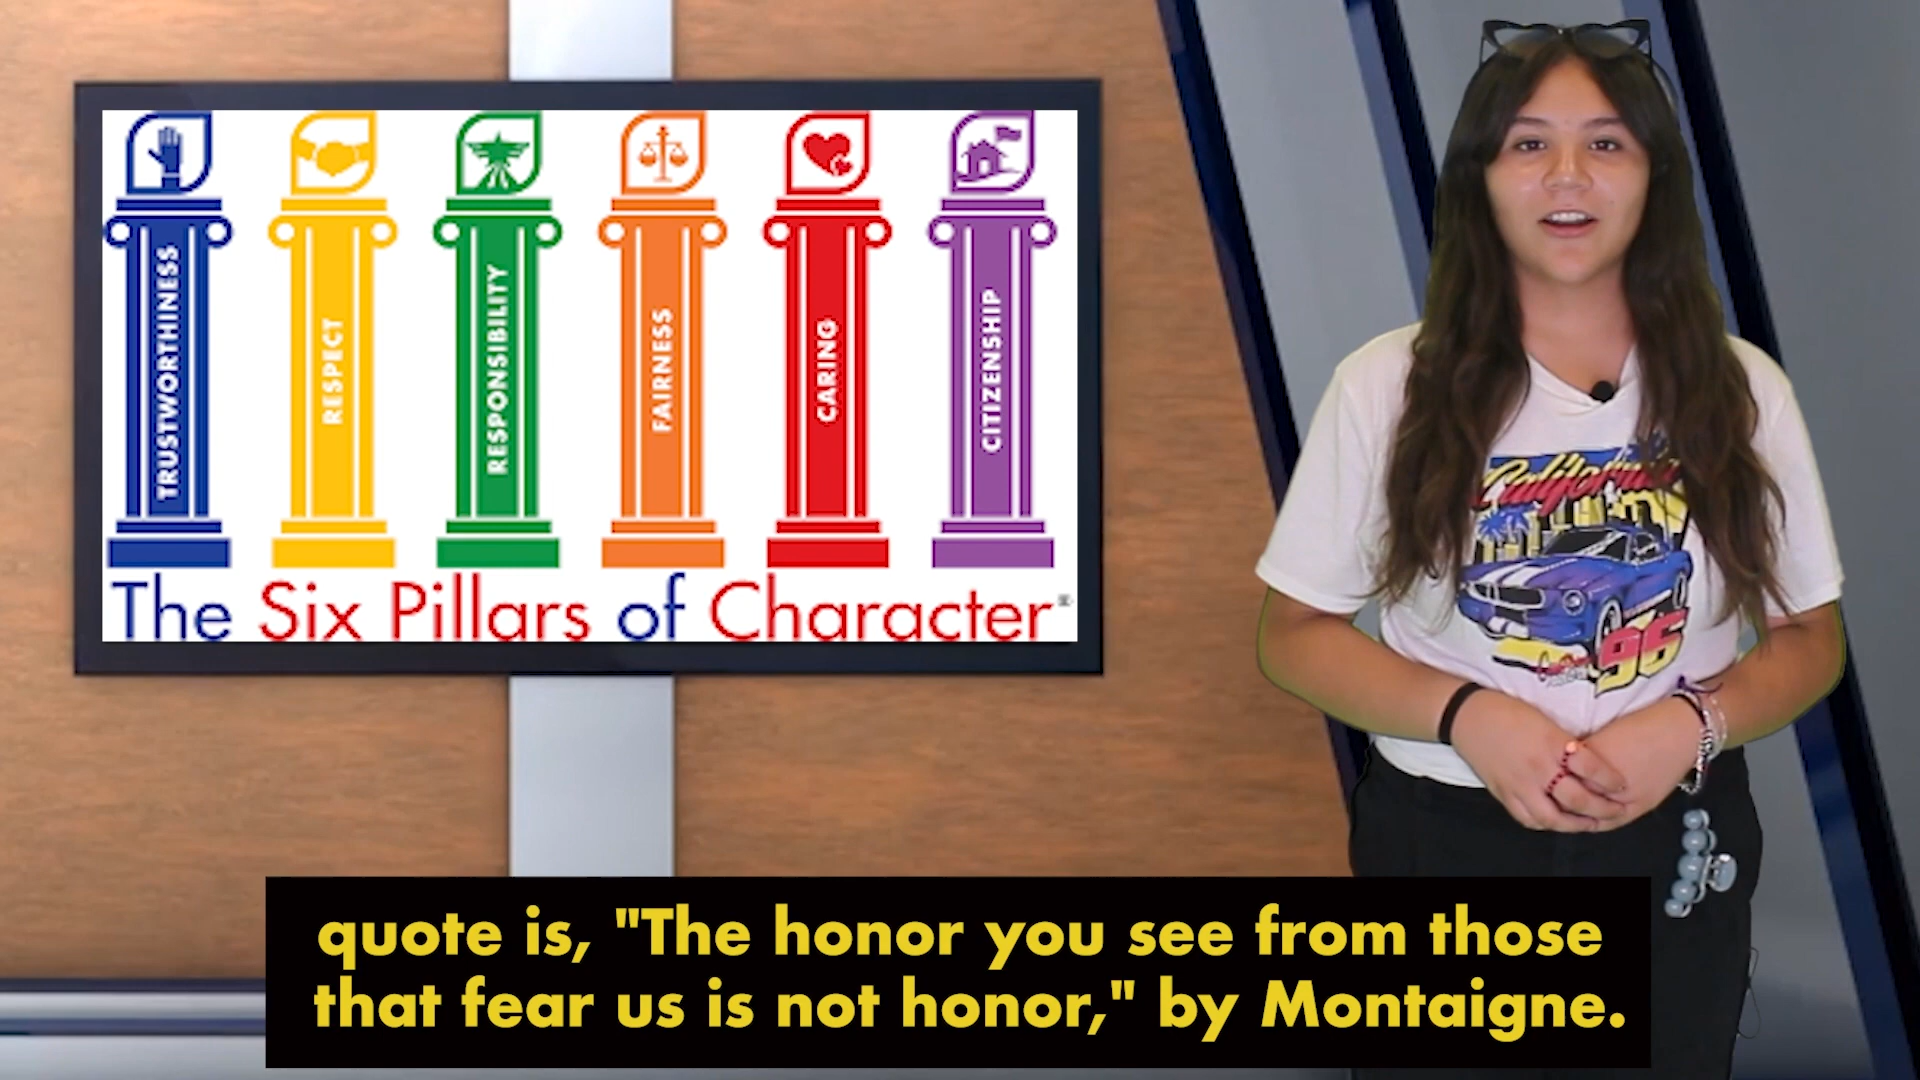 TRUSTWORTHINESS
RESPECT
RESPONSIBILITY
FAIRNESS
CARING
CITIZENSHIP
The Six Pillars of Character
California
96
quote is, "The honor you see from those
that fear us is not honor," by Montaigne.